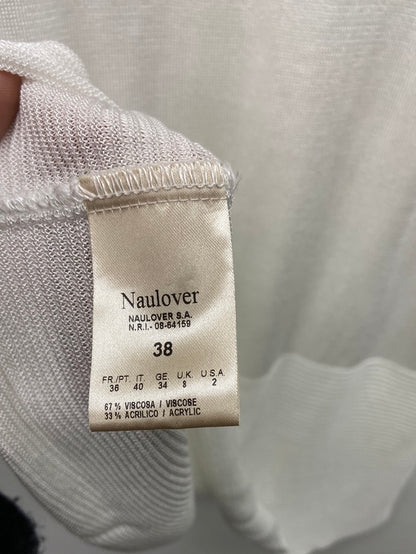 Naulover
NAULOVER S.A.
N.R.I.- 08-64159
38
FR./PT. IT. GE. U.K. U.S.A.
36 40 34 8 2
67 % VISCOSA / VISCOSE
33 % ACRILICO / ACRYLIC